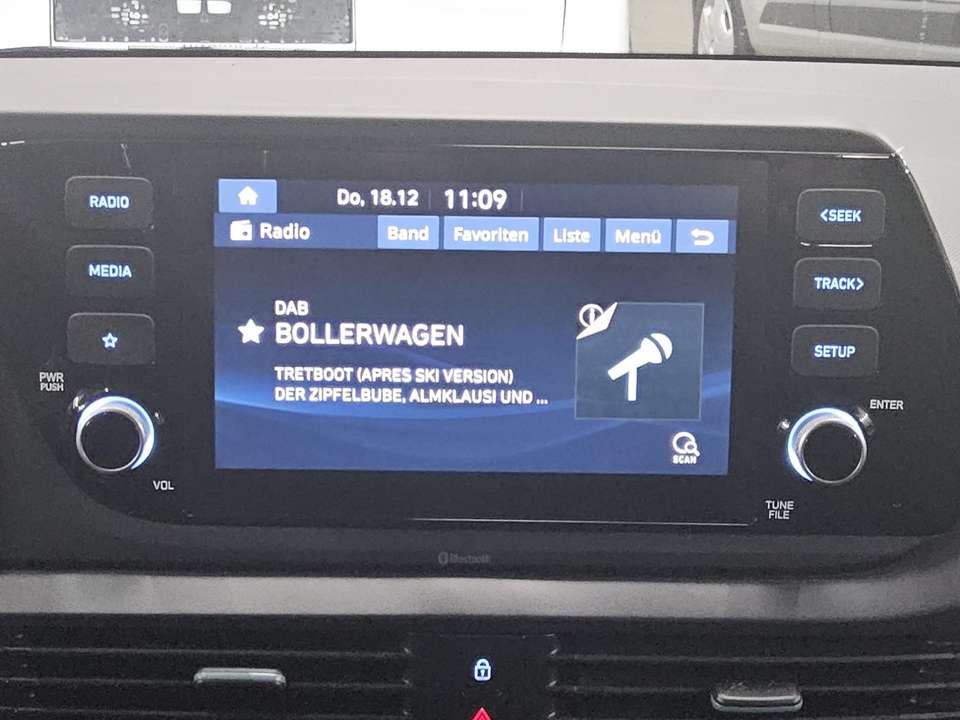 Do, 18.12 11:09
RADIO
<SEEK
Radio Band Favoriten Liste Menü
MEDIA
TRACK>
DAB
BOLLERWAGEN
TRETBOOT (APRES SKI VERSION)
DER ZIPFELBUBE, ALMKLAUSI UND ...
SETUP
PWR
PUSH
ENTER
SCAN
VOL
TUNE
FILE
Bluetooth